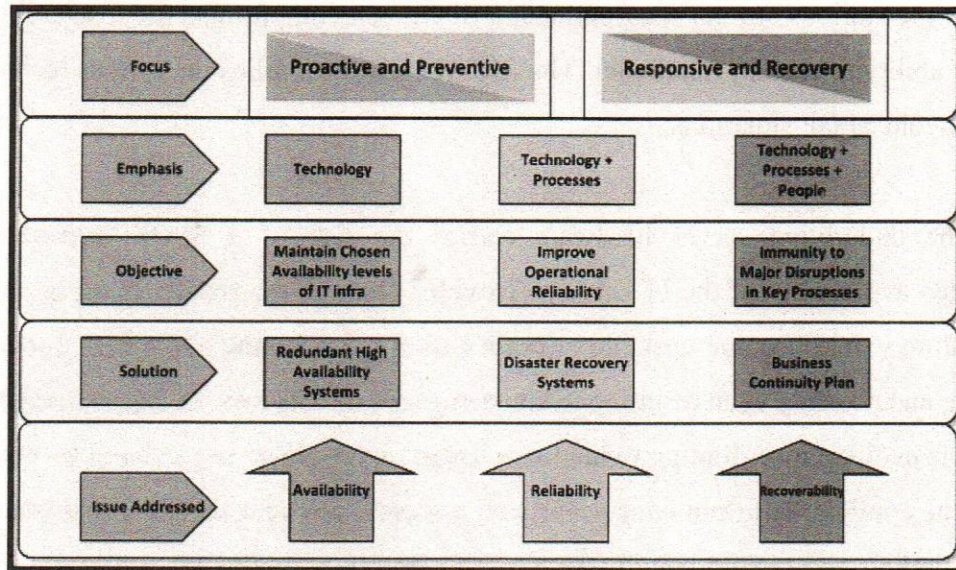 Focus
Proactive and Preventive
Responsive and Recovery
Emphasis
Technology
Technology +
Processes
Technology +
Processes +
People
Objective
Maintain Chosen
Availability levels
of IT infra
Improve
Operational
Reliability
Immunity to
Major Disruptions
in Key Processes
Solution
Redundant High
Availability
Systems
Disaster Recovery
Systems
Business
Continuity Plan
Issue Addressed
Availability
Reliability
Recoverability